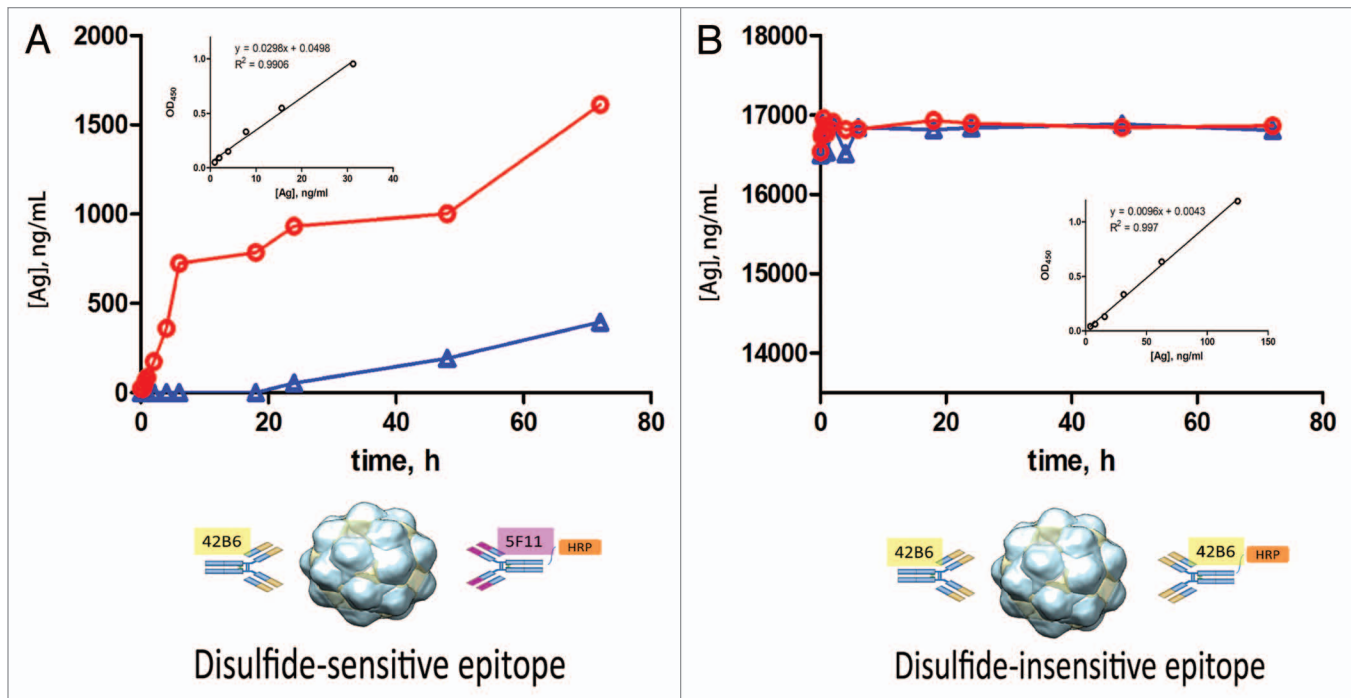 A
2000
1500
1000
500
0
[Ag], ng/mL
0
20
40
60
80
time, h
y = 0.0298x + 0.0498
R² = 0.9906
1.0
0.5
0.0
OD₄₅₀
0
10
20
30
40
[Ag], ng/ml
42B6
5F11
HRP
Disulfide-sensitive epitope
B
18000
17000
16000
15000
14000
[Ag], ng/mL
0
20
40
60
80
time, h
y = 0.0096x + 0.0043
R² = 0.997
1.0
0.5
0.0
OD₄₅₀
0
50
100
150
[Ag], ng/ml
42B6
42B6
HRP
Disulfide-insensitive epitope